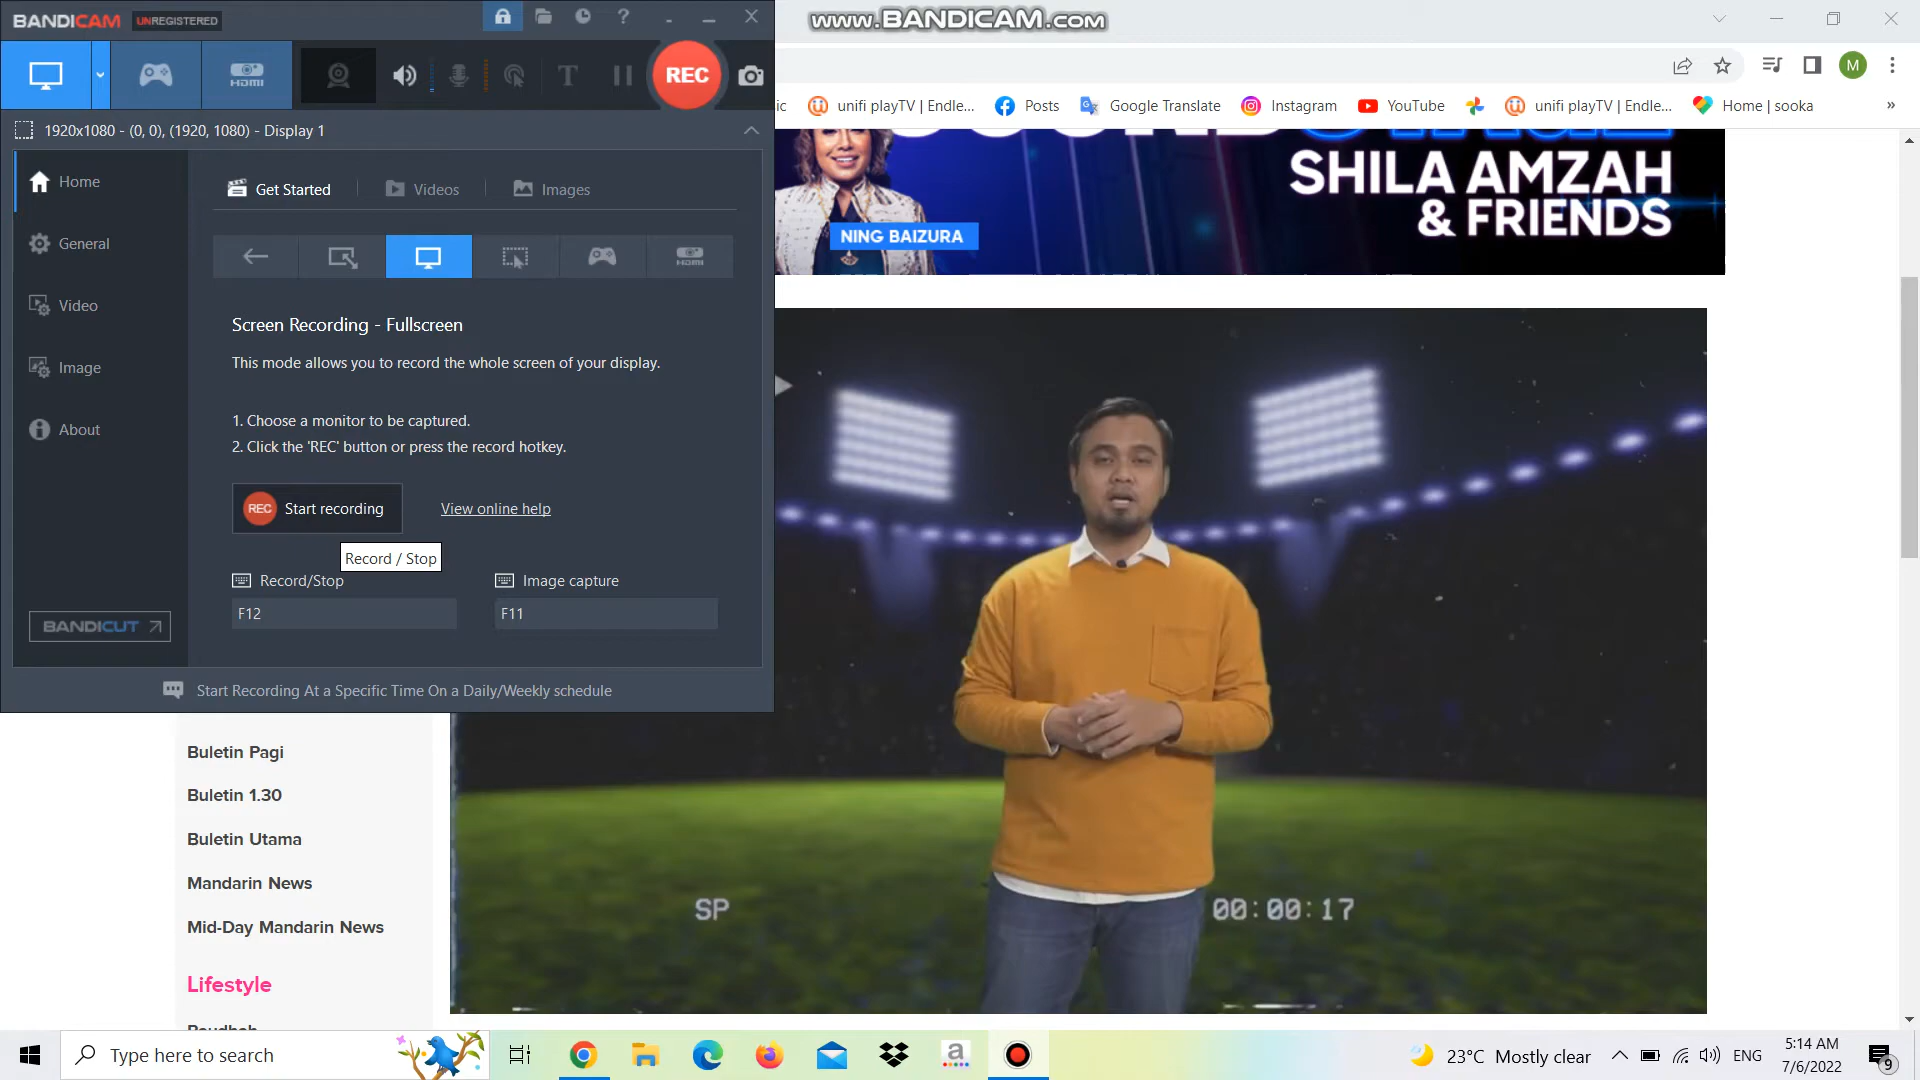 BANDICAM UNREGISTERED
www.BANDICAM.com
HDMI
T
REC
1920x1080 - (0, 0), (1920, 1080) - Display 1
Home
General
Video
Image
About
BANDICUT
Get Started
Videos
Images
HDMI
Screen Recording - Fullscreen
This mode allows you to record the whole screen of your display.
1. Choose a monitor to be captured.
2. Click the 'REC' button or press the record hotkey.
REC Start recording
View online help
Record / Stop
Record/Stop
Image capture
F12
F11
Start Recording At a Specific Time On a Daily/Weekly schedule
M
unifi playTV | Endle...
Posts
Google Translate
Instagram
YouTube
unifi playTV | Endle...
Home | sooka
»
SHILA AMZAH
& FRIENDS
NING BAIZURA
SP
00:00:17
Buletin Pagi
Buletin 1.30
Buletin Utama
Mandarin News
Mid-Day Mandarin News
Lifestyle
Type here to search
a
23°C Mostly clear
ENG
5:14 AM
7/6/2022
9